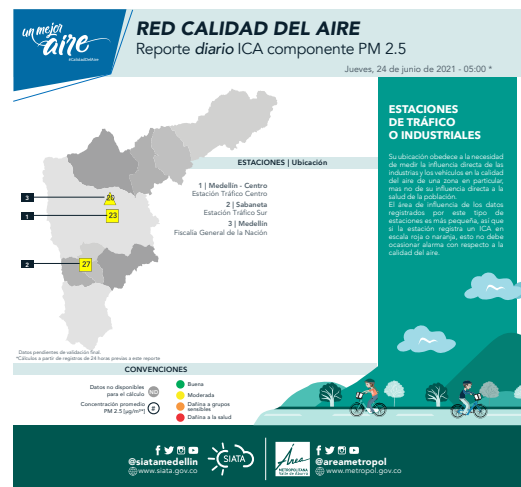 un mejor
aire
#CalidadDelAire
RED CALIDAD DEL AIRE
Reporte diario ICA componente PM 2.5
Jueves, 24 de junio de 2021 - 05:00 *
ESTACIONES | Ubicación
1 | Medellín - Centro
Estación Tráfico Centro
2 | Sabaneta
Estación Tráfico Sur
3 | Medellín
Fiscalía General de la Nación
3
20
1
23
2
27
ESTACIONES
DE TRÁFICO
O INDUSTRIALES
Su ubicación obedece a la necesidad
de medir la influencia directa de las
industrias y los vehículos en la calidad
del aire de una zona en particular,
mas no de su influencia directa a la
salud de la población.
El área de influencia de los datos
registrados por este tipo de
estaciones es más pequeña, así que
si la estación registra un ICA en
escala roja o naranja, esto no debe
ocasionar alarma con respecto a la
calidad del aire.
Datos pendientes de validación final.
*Cálculos a partir de registros de 24 horas previas a este reporte
CONVENCIONES
Datos no disponibles
para el cálculo
ND
Concentración promedio
PM 2.5 [µg/m³*]
#
Buena
Moderada
Dañina a grupos
sensibles
Dañina a la salud
@siatamedellin
www.siata.gov.co
SIATA
Área
METROPOLITANA
Valle de Aburrá
@areametropol
www.metropol.gov.co